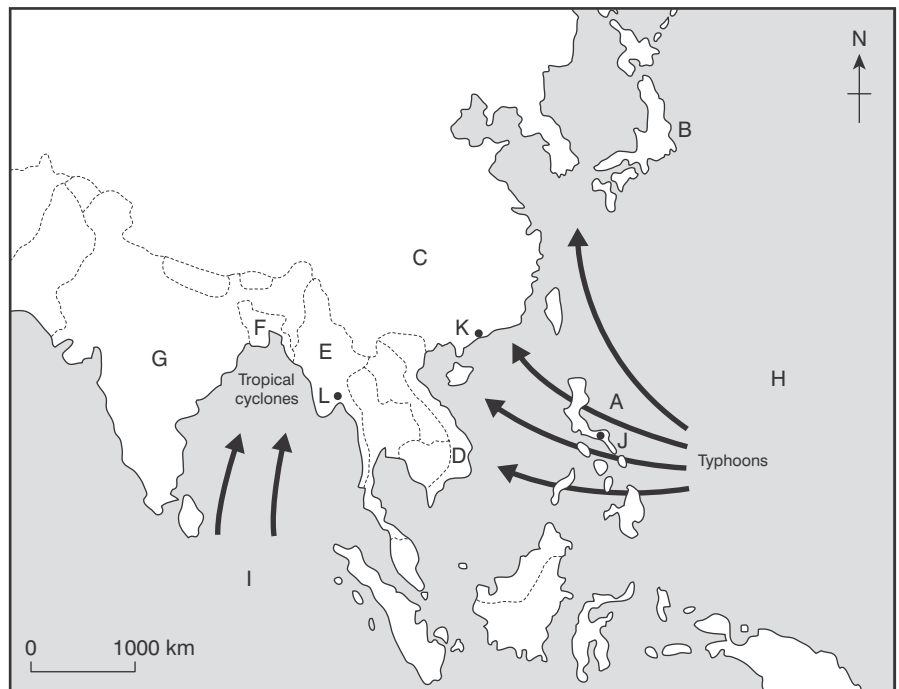 N
B
C
K
F
E
G
Tropical
cyclones
L
H
A
J
D
Typhoons
I
0 1000 km